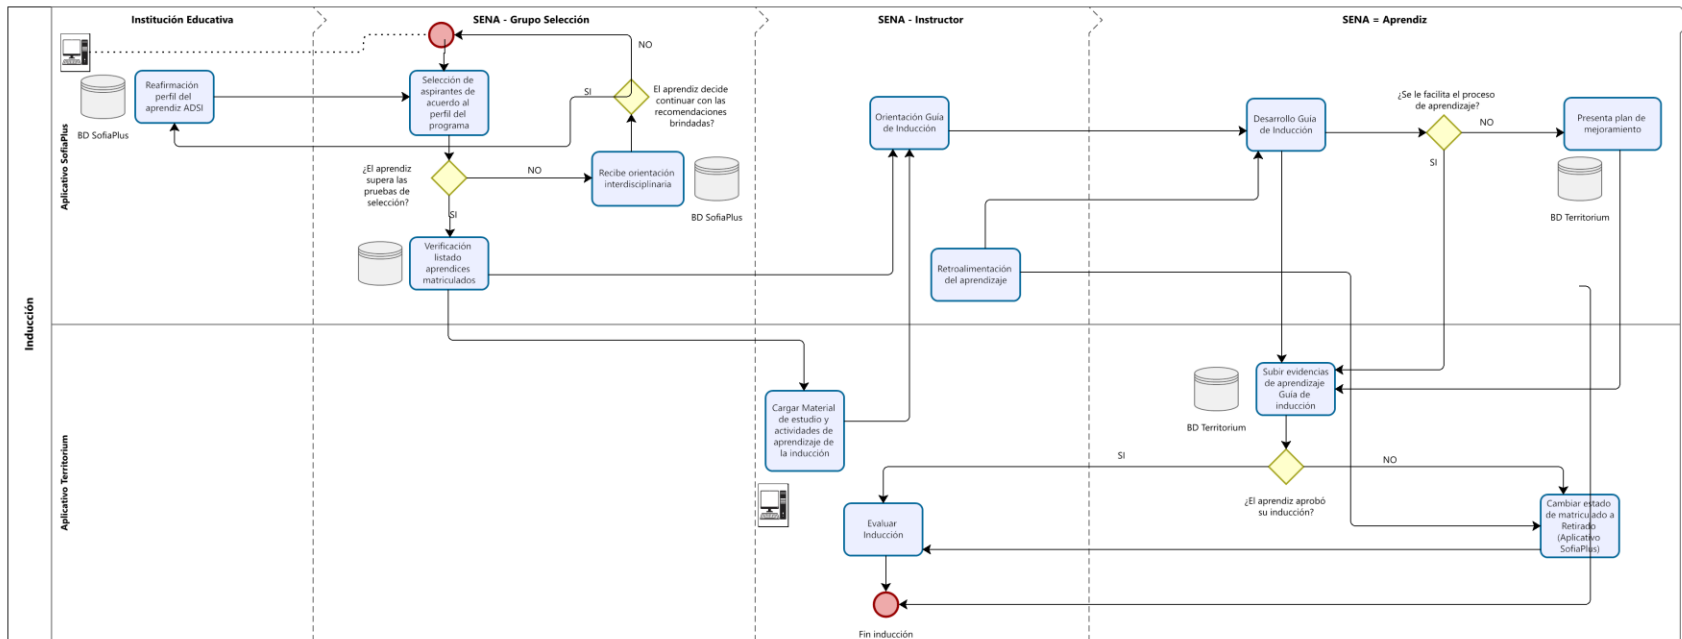 Institución Educativa
SENA - Grupo Selección
SENA - Instructor
SENA = Aprendiz
Inducción
Aplicativo SofiaPlus
BD SofiaPlus
Reafirmación
perfil del
aprendiz ADSI
Selección de
aspirantes de
acuerdo al
perfil del
programa
NO
SI
El aprendiz decide
continuar con las
recomendaciones
brindadas?
¿El aprendiz
supera las
pruebas de
selección?
NO
SI
Recibe orientación
interdisciplinaria
BD SofiaPlus
Verificación
listado
aprendices
matriculados
Orientación Guía
de Inducción
Retroalimentación
del aprendizaje
Desarrollo Guía
de Inducción
¿Se le facilita el proceso
de aprendizaje?
NO
SI
Presenta plan de
mejoramiento
BD Territorium
Aplicativo Territorium
Cargar Material
de estudio y
actividades de
aprendizaje de
la inducción
Subir evidencias
de aprendizaje
Guía de
inducción
BD Territorium
SI
NO
¿El aprendiz aprobó
su inducción?
Evaluar
Inducción
Cambiar estado
de matriculado a
Retirado
(Aplicativo
SofiaPlus)
Fin inducción